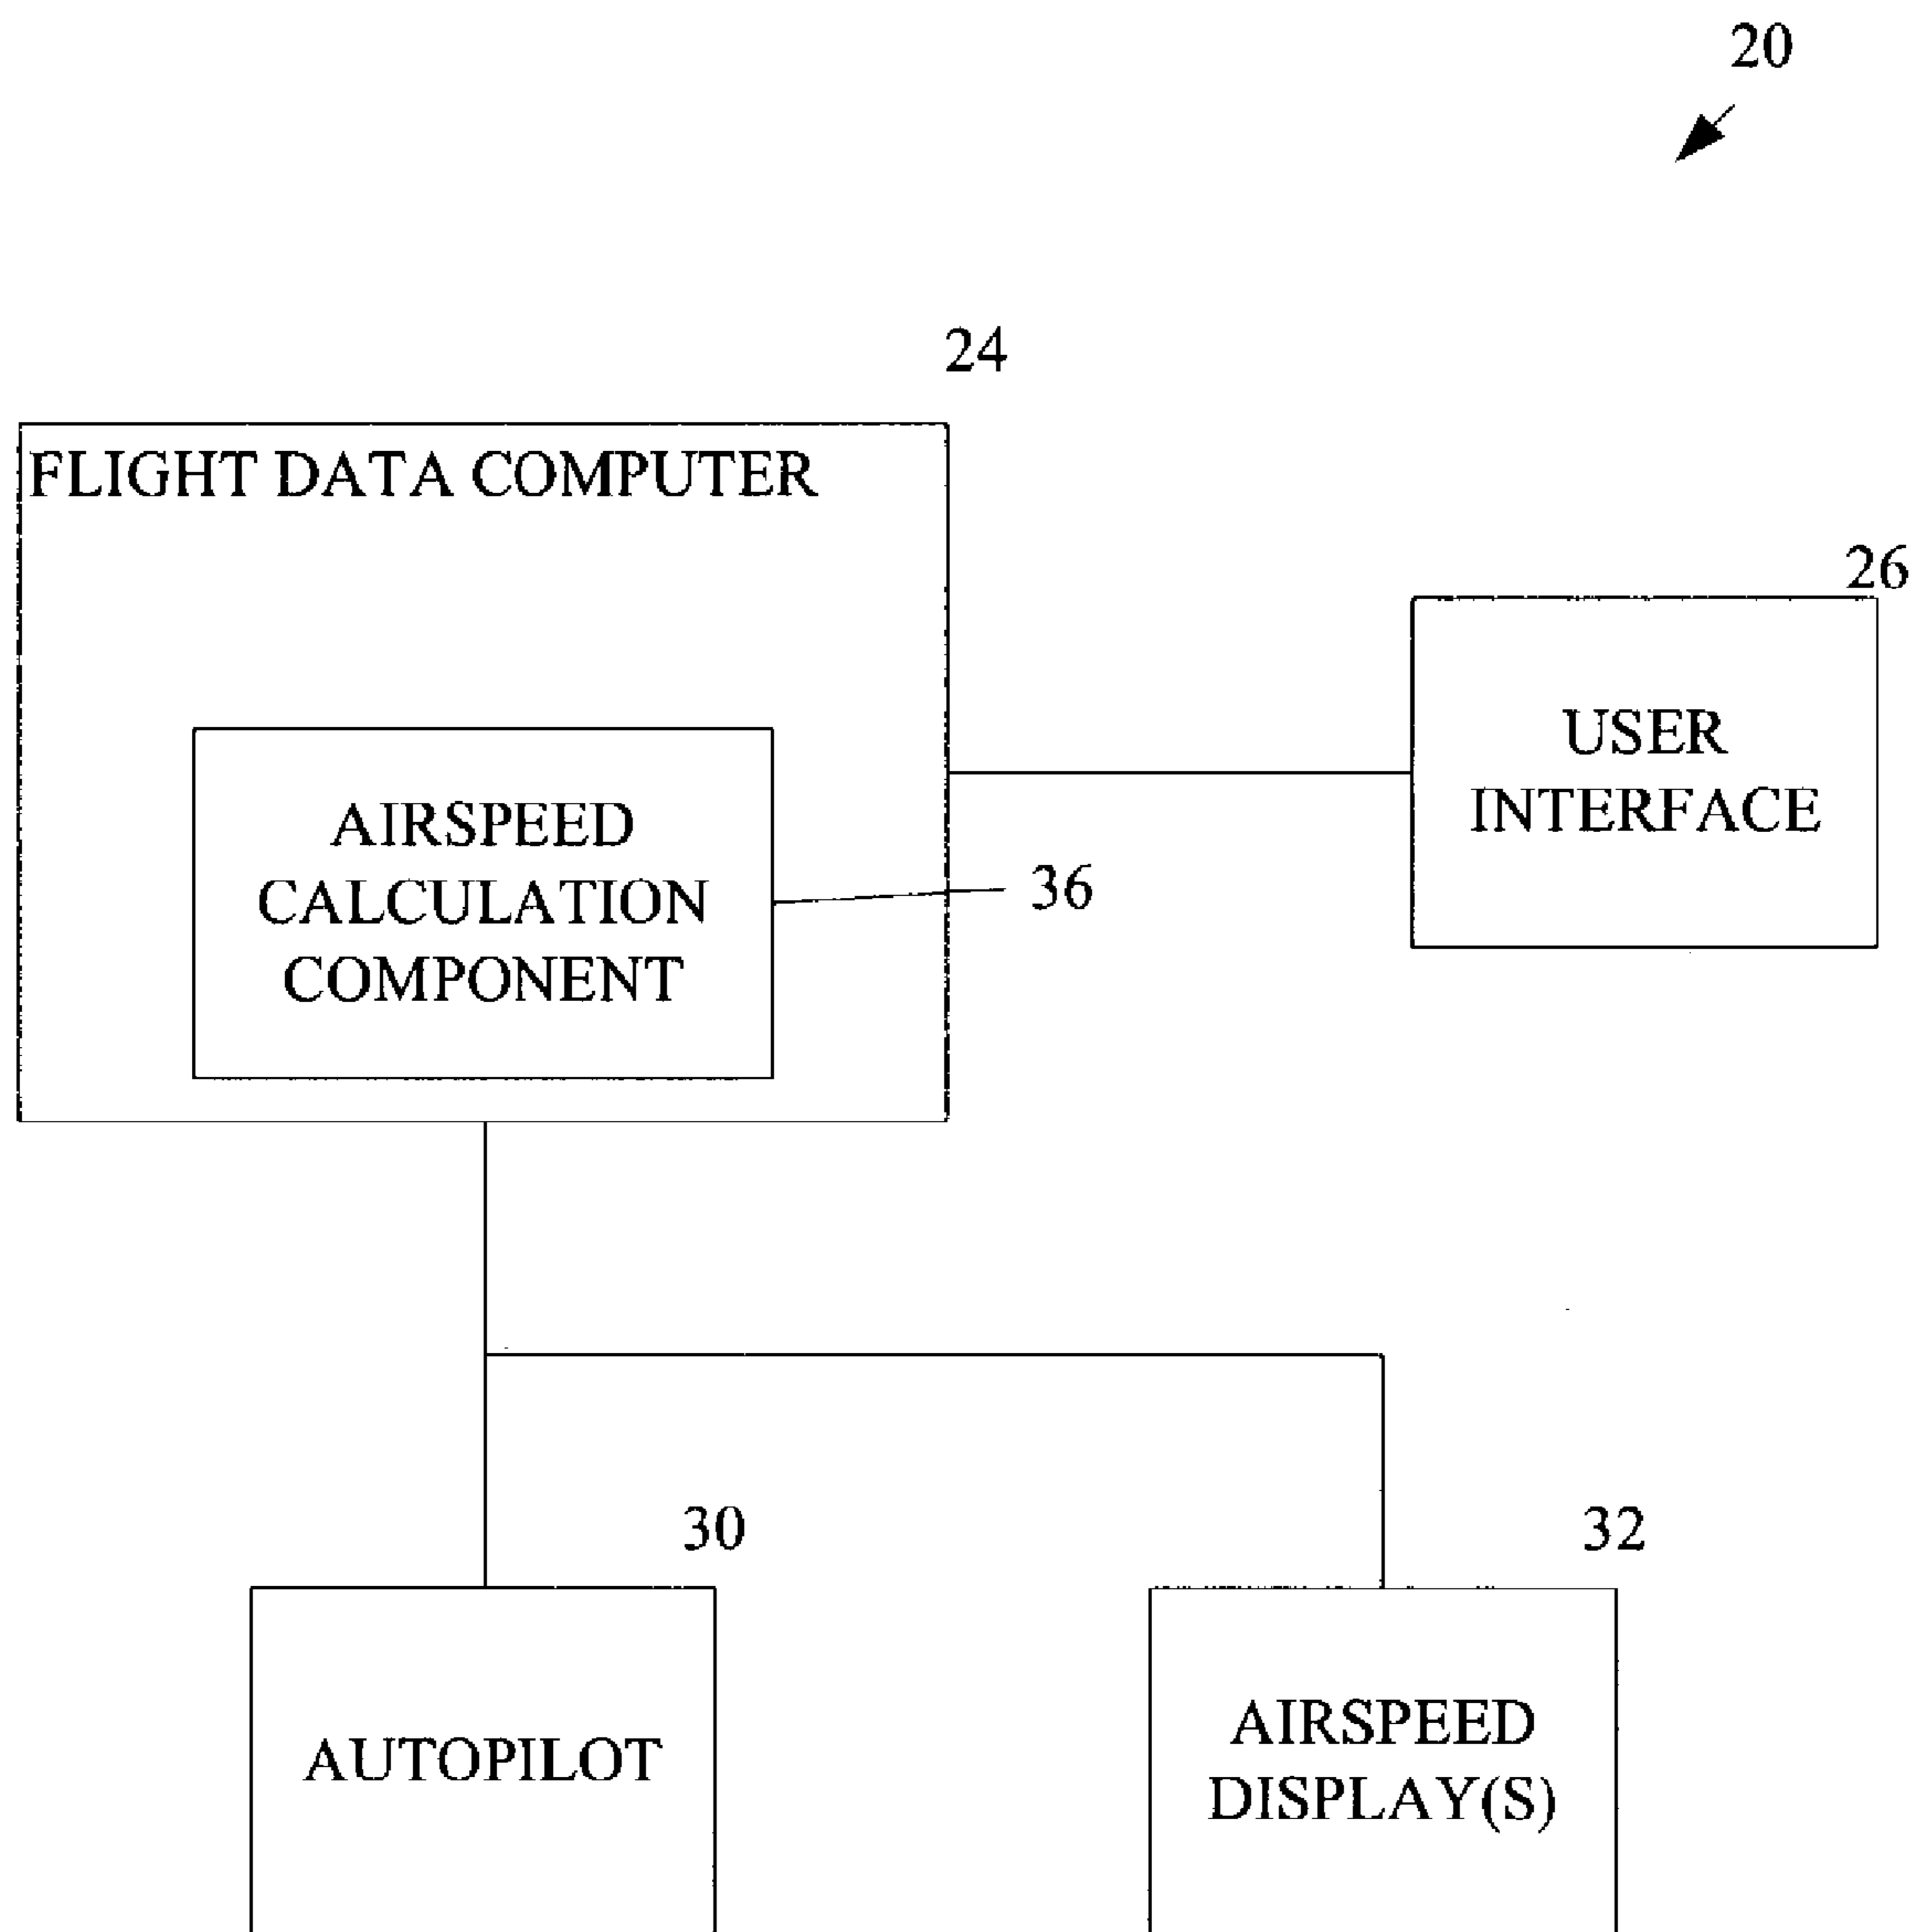 20
24
FLIGHT DATA COMPUTER
26
USER
INTERFACE
AIRSPEED
CALCULATION
COMPONENT
36
30
32
AUTOPILOT
AIRSPEED
DISPLAY(S)